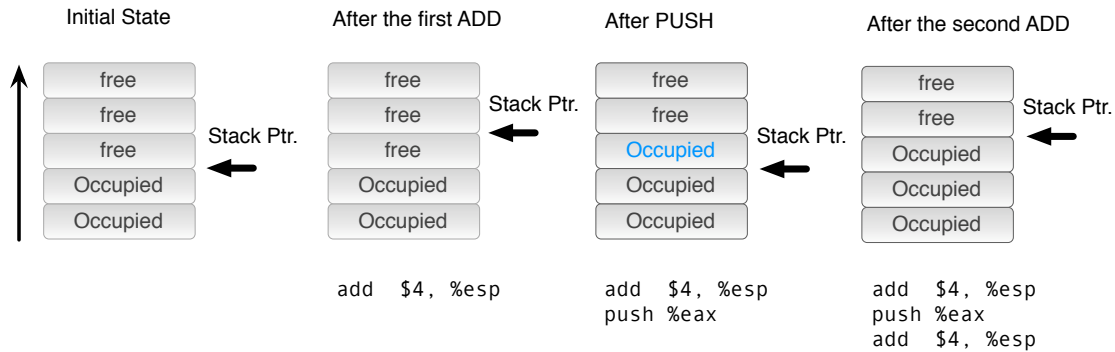 Initial State
After the first ADD
After PUSH
After the second ADD
free
free
free
Occupied
Occupied
Stack Ptr.
free
free
free
Occupied
Occupied
Stack Ptr.
add $4, %esp
free
free
Occupied
Occupied
Occupied
Stack Ptr.
add $4, %esp
push %eax
free
free
Occupied
Occupied
Occupied
Stack Ptr.
add $4, %esp
push %eax
add $4, %esp